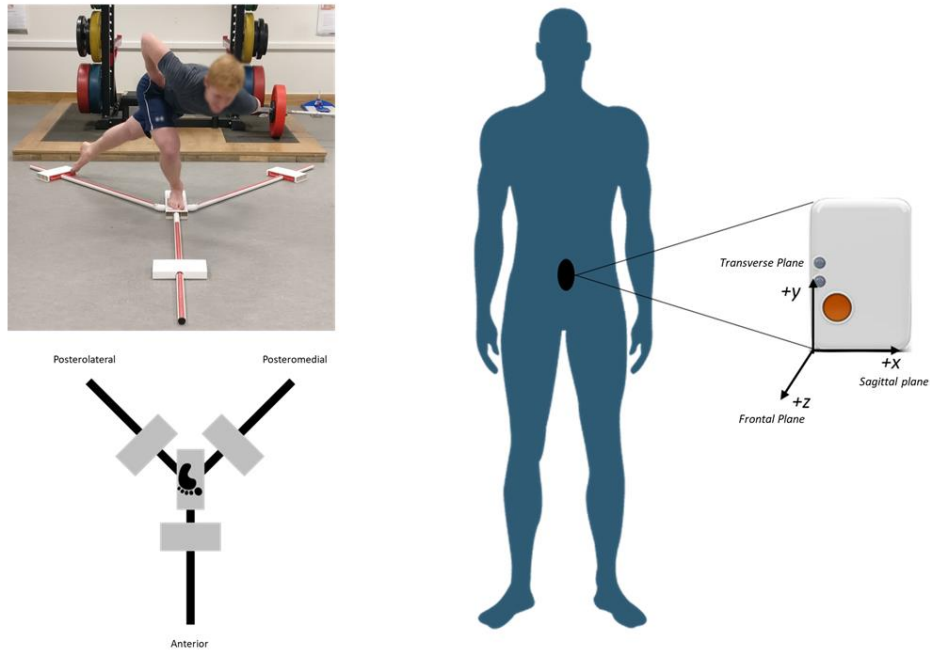 Posterolateral
Posteromedial
Anterior
Transverse Plane
+y
+x
Sagittal plane
+z
Frontal Plane